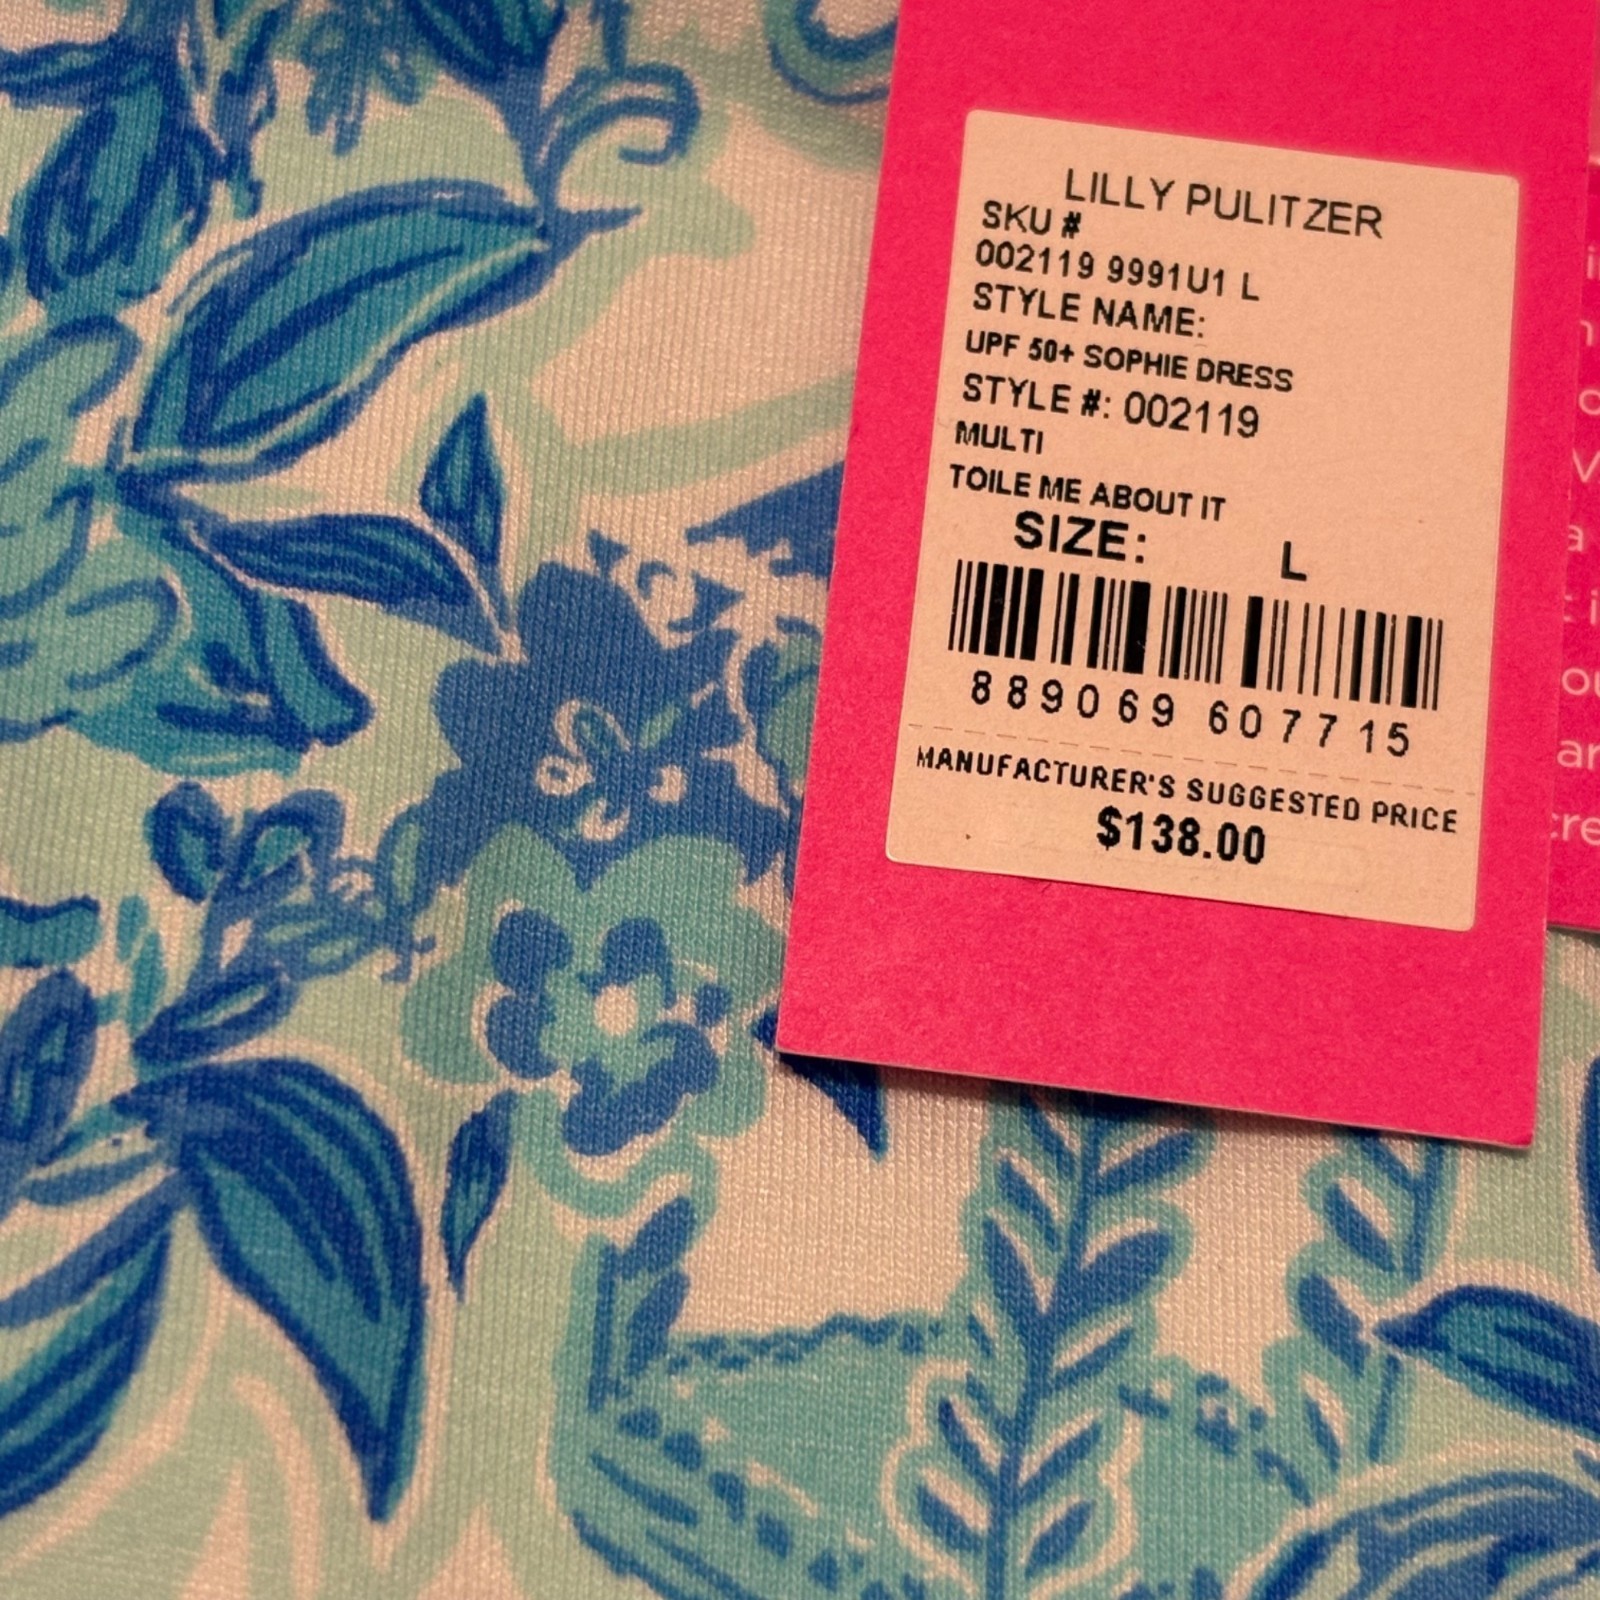 LILLY PULITZER
SKU #
002119 9991U1 L
STYLE NAME:
UPF 50+ SOPHIE DRESS
STYLE #: 002119
MULTI
TOILE ME ABOUT IT
SIZE: L
889069 607715
MANUFACTURER'S SUGGESTED PRICE
$138.00